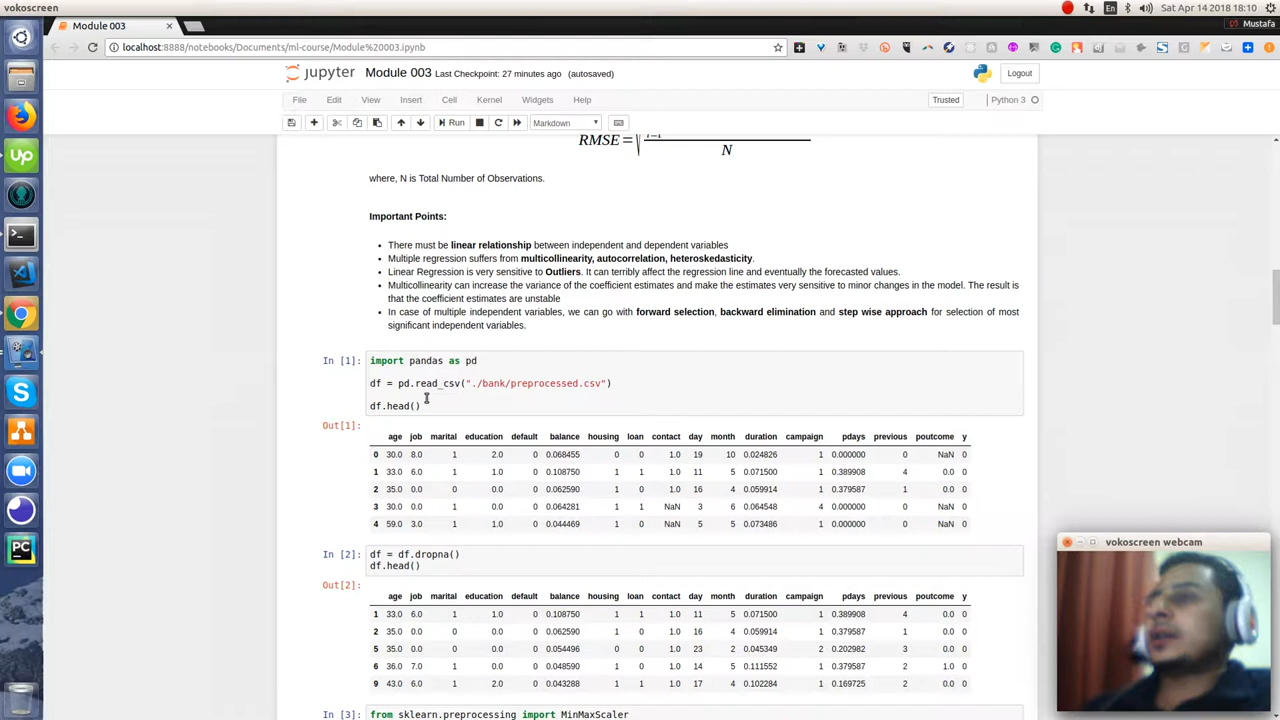 vokoscreen
En
Sat Apr 14 2018 18:10
Mustafa
Module 003
localhost:8888/notebooks/Documents/ml-course/Module%20003.ipynb
jupyter Module 003 Last Checkpoint: 27 minutes ago (autosaved)
Logout
File Edit View Insert Cell Kernel Widgets Help
Trusted
Python 3
Run
Markdown
RMSE =
N
where, N is Total Number of Observations.
Important Points:
There must be linear relationship between independent and dependent variables
Multiple regression suffers from multicollinearity, autocorrelation, heteroskedasticity.
Linear Regression is very sensitive to Outliers. It can terribly affect the regression line and eventually the forecasted values.
Multicollinearity can increase the variance of the coefficient estimates and make the estimates very sensitive to minor changes in the model. The result is
that the coefficient estimates are unstable
In case of multiple independent variables, we can go with forward selection, backward elimination and step wise approach for selection of most
significant independent variables.
In [1]: import pandas as pd
df = pd.read_csv("./bank/preprocessed.csv")
df.head()
Out[1]:
age job marital education default balance housing loan contact day month duration campaign pdays previous poutcome y
0 30.0 8.0 1 2.0 0 0.068455 0 0 1.0 19 10 0.024826 1 0.000000 0 NaN 0
1 33.0 6.0 1 1.0 0 0.108750 1 1 1.0 11 5 0.071500 1 0.389908 4 0.0 0
2 35.0 0.0 0 0.0 0 0.062590 1 0 1.0 16 4 0.059914 1 0.379587 1 0.0 0
3 30.0 0.0 1 0.0 0 0.064281 1 1 NaN 3 6 0.064548 4 0.000000 0 NaN 0
4 59.0 3.0 1 1.0 0 0.044469 1 0 NaN 5 5 0.073486 1 0.000000 0 NaN 0
In [2]: df = df.dropna()
df.head()
Out[2]:
age job marital education default balance housing loan contact day month duration campaign pdays previous poutcome y
1 33.0 6.0 1 1.0 0 0.108750 1 1 1.0 11 5 0.071500 1 0.389908 4 0.0 0
2 35.0 0.0 0 0.0 0 0.062590 1 0 1.0 16 4 0.059914 1 0.379587 1 0.0 0
5 35.0 0.0 0 0.0 0 0.054496 0 0 1.0 23 2 0.045349 2 0.202982 3 0.0 0
6 36.0 7.0 1 0.0 0 0.048590 1 0 1.0 14 5 0.111552 1 0.379587 2 1.0 0
9 43.0 6.0 1 2.0 0 0.043288 1 0 1.0 17 4 0.102284 1 0.169725 2 0.0 0
In [3]: from sklearn.preprocessing import MinMaxScaler
vokoscreen webcam